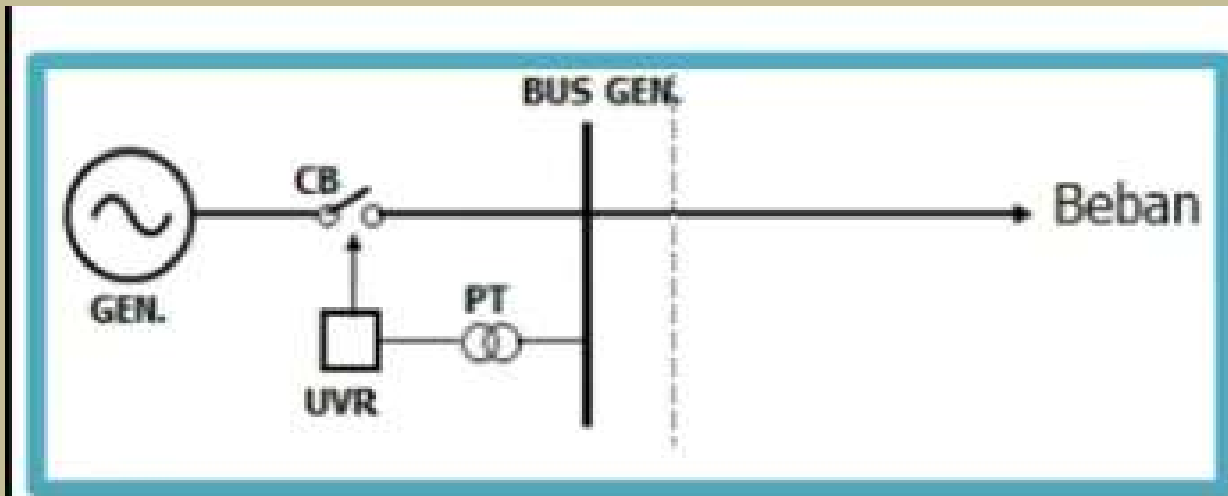 BUS GEN.
CB
Beban
GEN.
PT
UVR